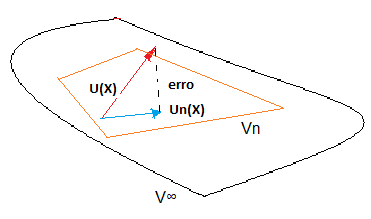 U(X)
erro
Un(X)
Vn
V∞